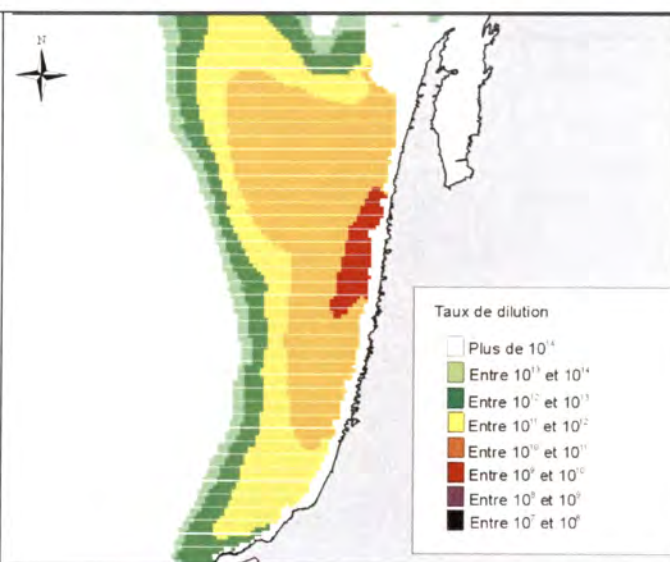 N
Taux de dilution
Plus de 10¹⁴
Entre 10¹³ et 10¹⁴
Entre 10¹² et 10¹³
Entre 10¹¹ et 10¹²
Entre 10¹⁰ et 10¹¹
Entre 10⁹ et 10¹⁰
Entre 10⁸ et 10⁹
Entre 10⁷ et 10⁸